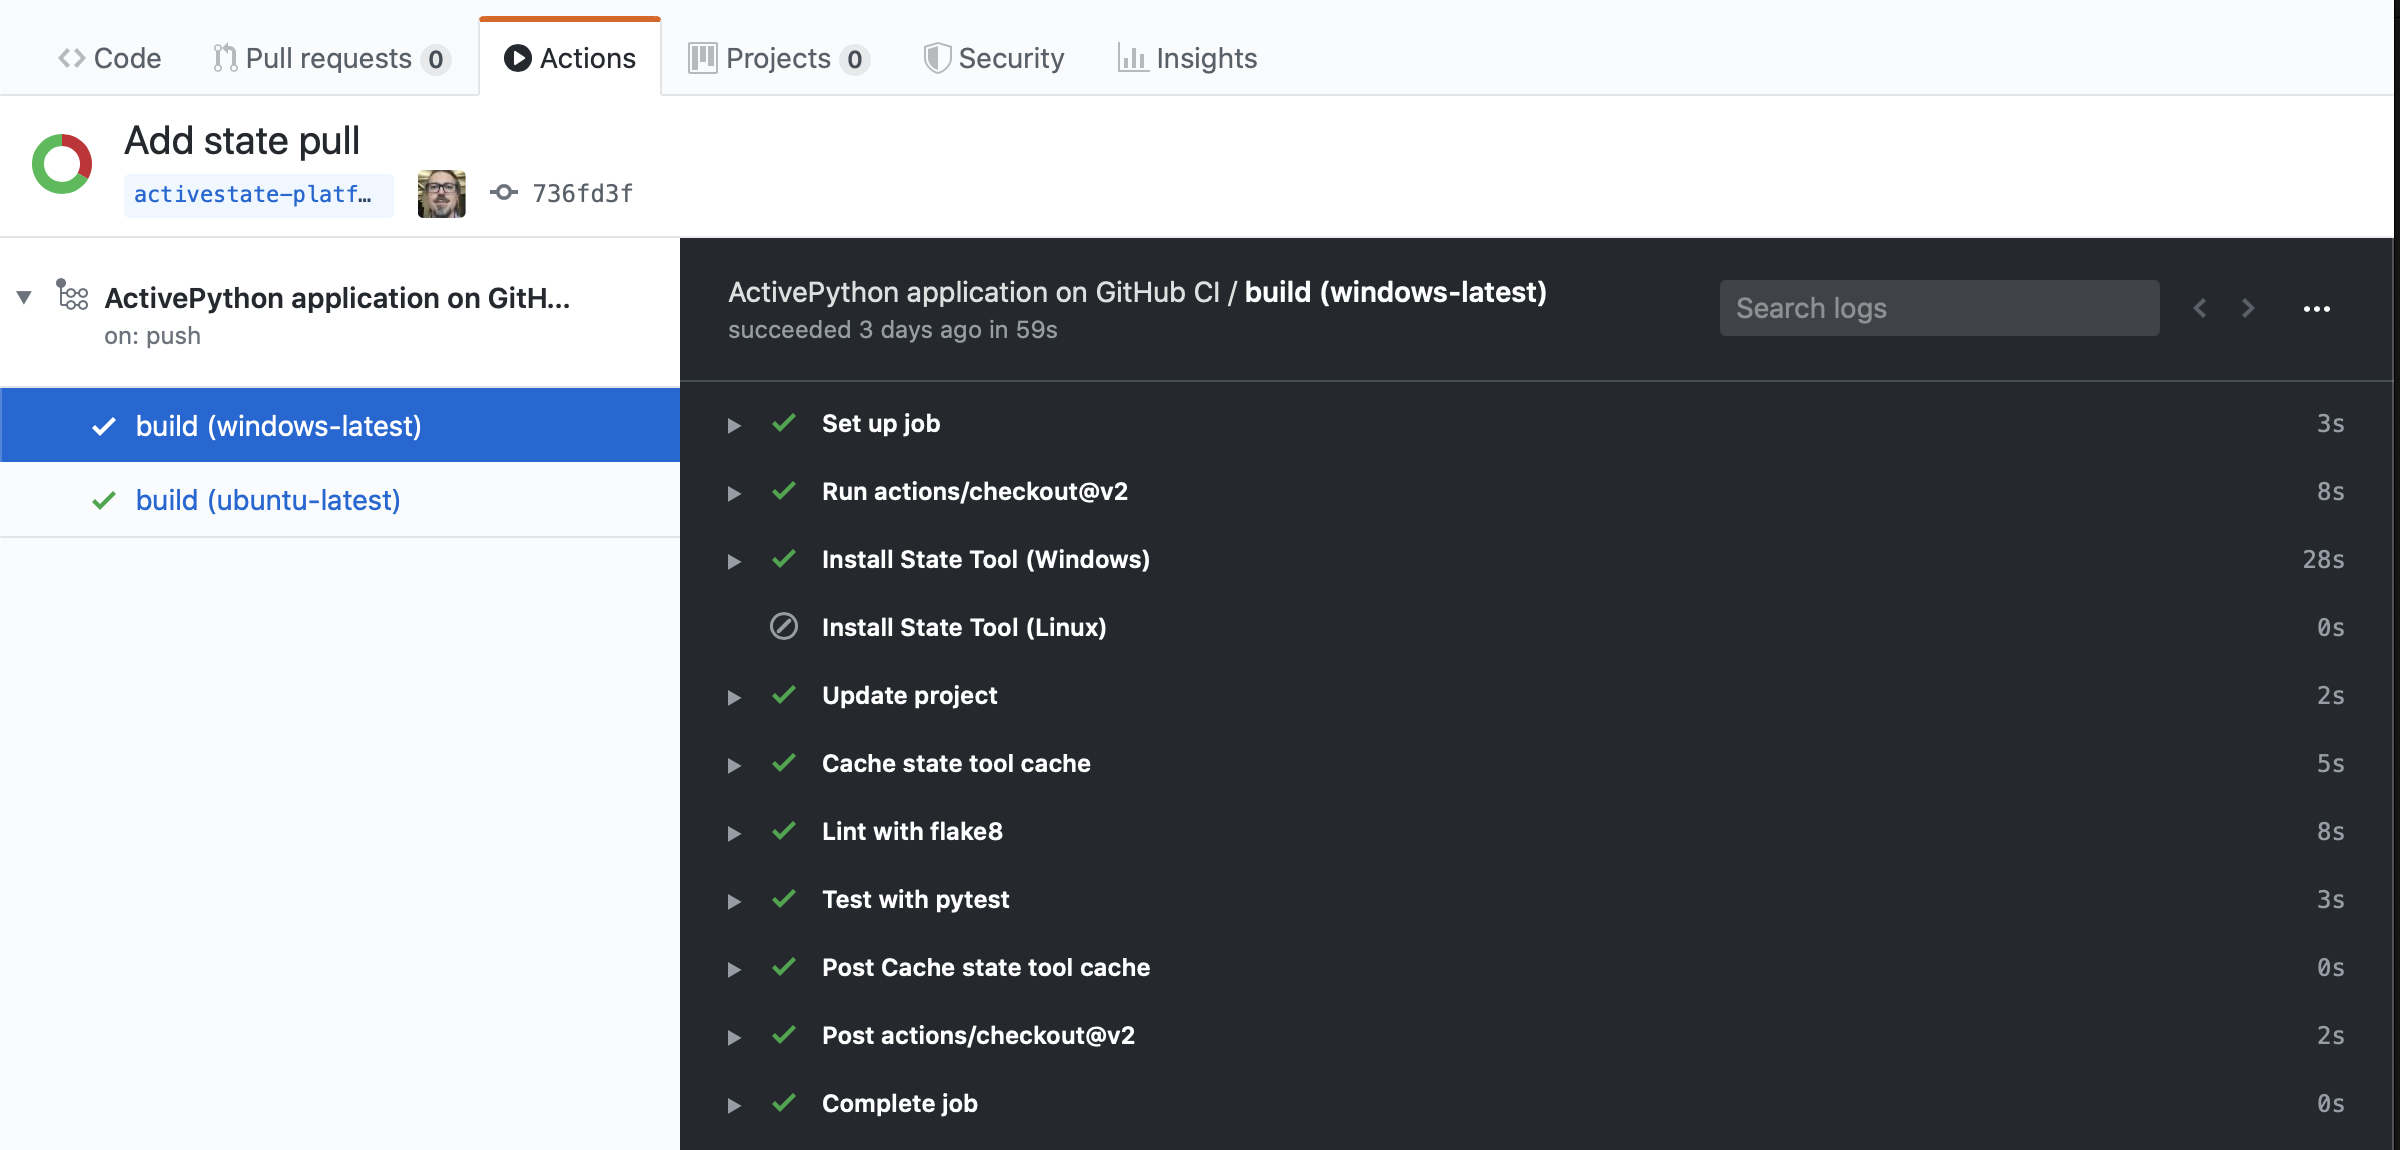 Code Pull requests 0 Actions Projects 0 Security Insights
Add state pull
activestate-platf… 736fd3f
ActivePython application on GitH...
on: push
build (windows-latest)
build (ubuntu-latest)
ActivePython application on GitHub CI / build (windows-latest)
succeeded 3 days ago in 59s
Search logs
Set up job 3s
Run actions/checkout@v2 8s
Install State Tool (Windows) 28s
Install State Tool (Linux) 0s
Update project 2s
Cache state tool cache 5s
Lint with flake8 8s
Test with pytest 3s
Post Cache state tool cache 0s
Post actions/checkout@v2 2s
Complete job 0s